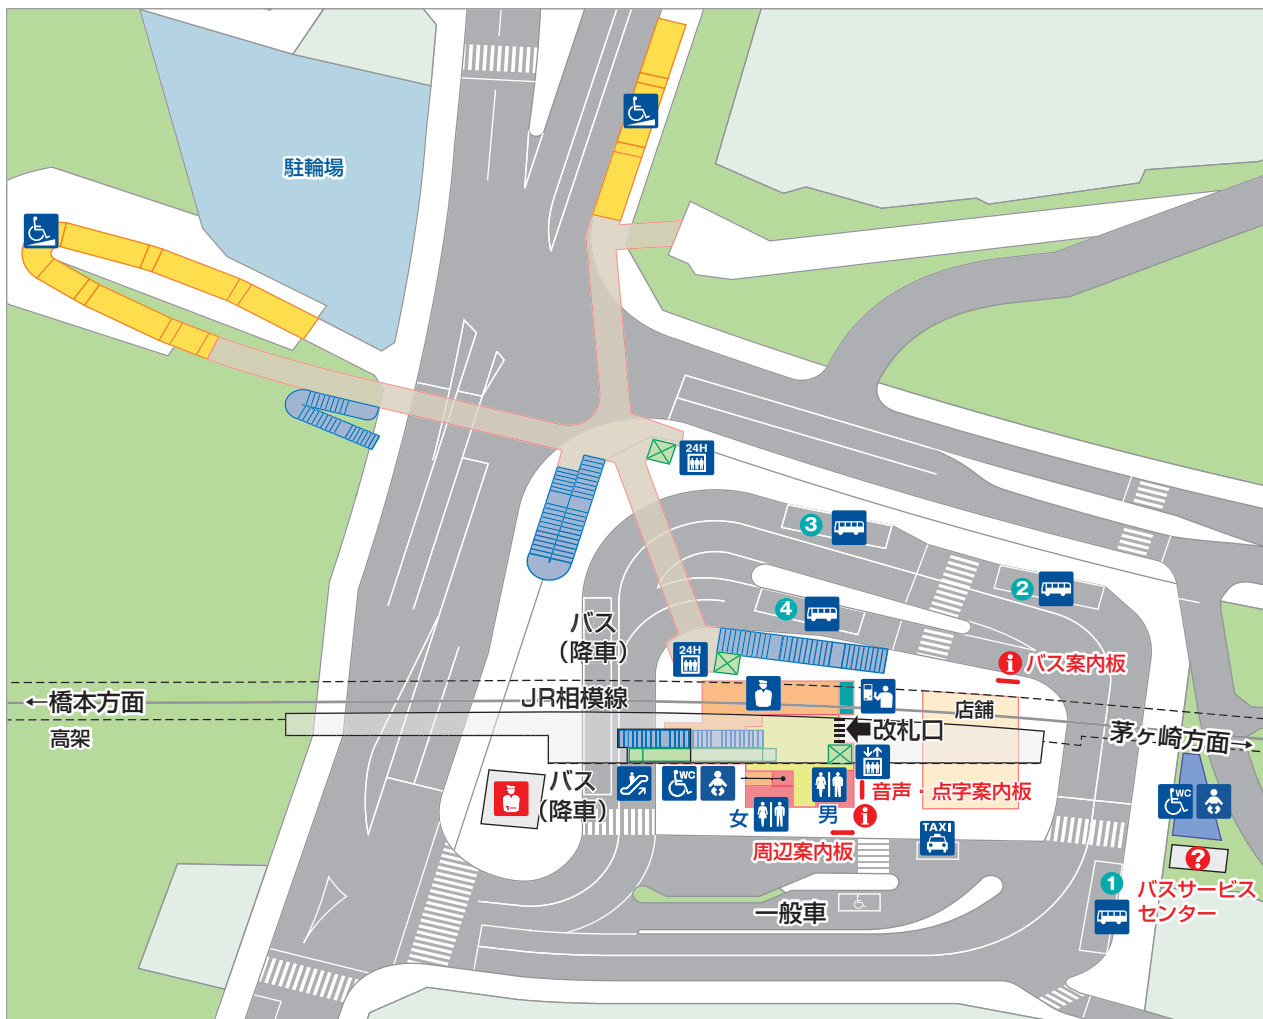 駐輪場
24H
3
2
4
バス
(降車)
24H
バス案内板
←橋本方面
JR相模線
店舗
高架
改札口
茅ヶ崎方面→
バス
(降車)
WC
音声・点字案内板
女
男
周辺案内板
TAXI
WC
?
1
バスサービス
センター
一般車